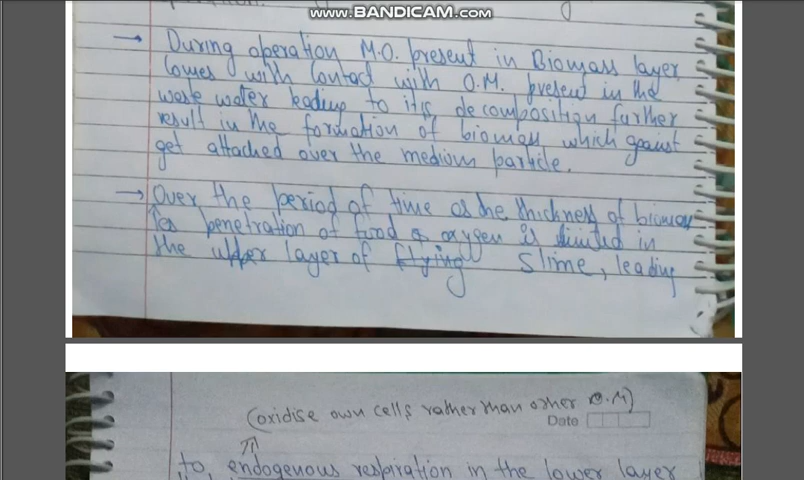 www.BANDICAM.com
→ During operation M.O. present in Biomass layer
comes with contact with O.M. present in the
waste water leading to it's decomposition further
result in the formation of biomass, which
get attached over the medium particle.
→ Over the period of time as the thickness of biomass
penetration of food & oxygen is limited in
the upper layer of slime, leading
(oxidise own cells rather than other O.M)
Date
to endogenous respiration in the lower layer